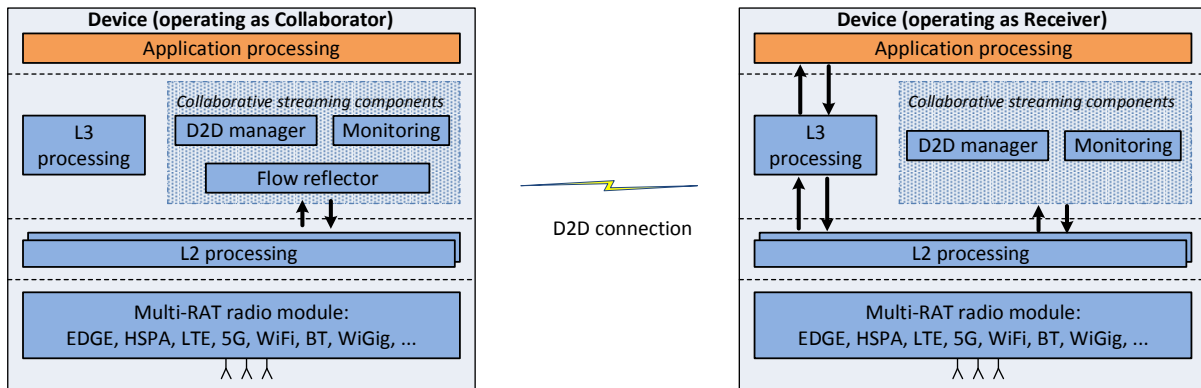 Device (operating as Collaborator)
Application processing
Collaborative streaming components
L3
processing
D2D manager
Monitoring
Flow reflector
L2 processing
Multi-RAT radio module:
EDGE, HSPA, LTE, 5G, WiFi, BT, WiGig, ...
D2D connection
Device (operating as Receiver)
Application processing
Collaborative streaming components
L3
processing
D2D manager
Monitoring
L2 processing
Multi-RAT radio module:
EDGE, HSPA, LTE, 5G, WiFi, BT, WiGig, ...